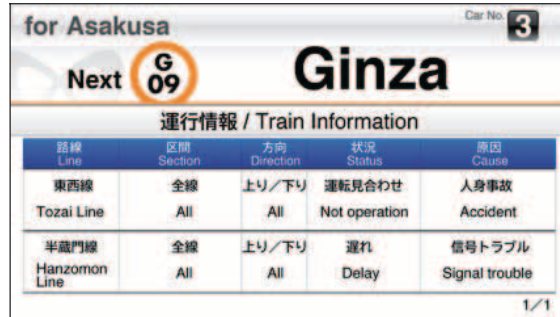 for Asakusa
Car No. 3
Next G 09 Ginza
運行情報 / Train Information
路線 区間 方向 状況 原因
Line Section Direction Status Cause
東西線 全線 上り/下り 運転見合わせ 人身事故
Tozai Line All All Not operation Accident
半蔵門線 全線 上り/下り 遅れ 信号トラブル
Hanzomon Line All All Delay Signal trouble
1/1